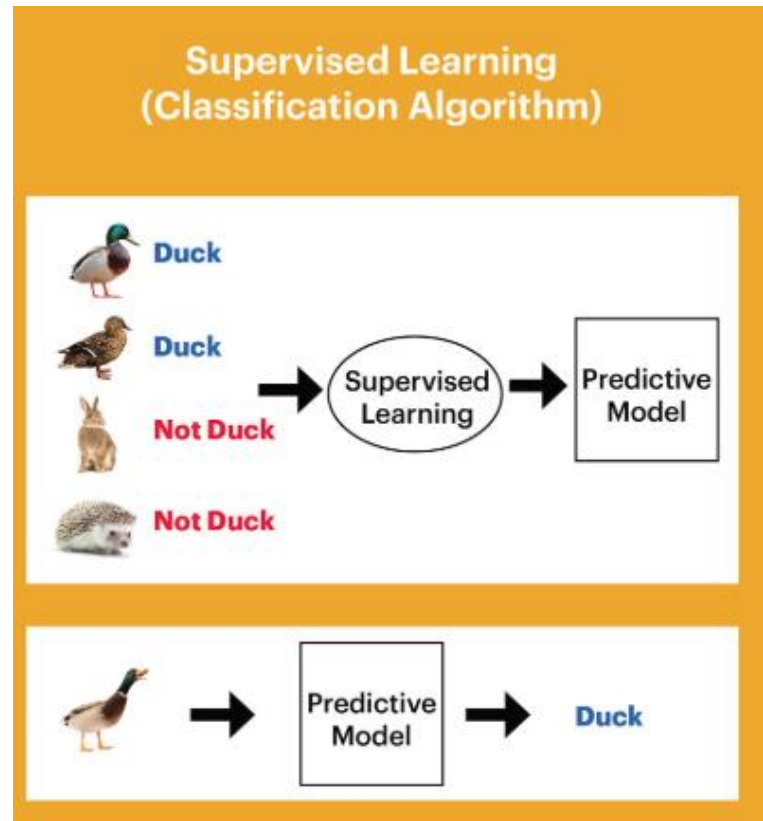 Supervised Learning
(Classification Algorithm)
Duck
Duck
Not Duck
Not Duck
Supervised
Learning
Predictive
Model
Predictive
Model
Duck